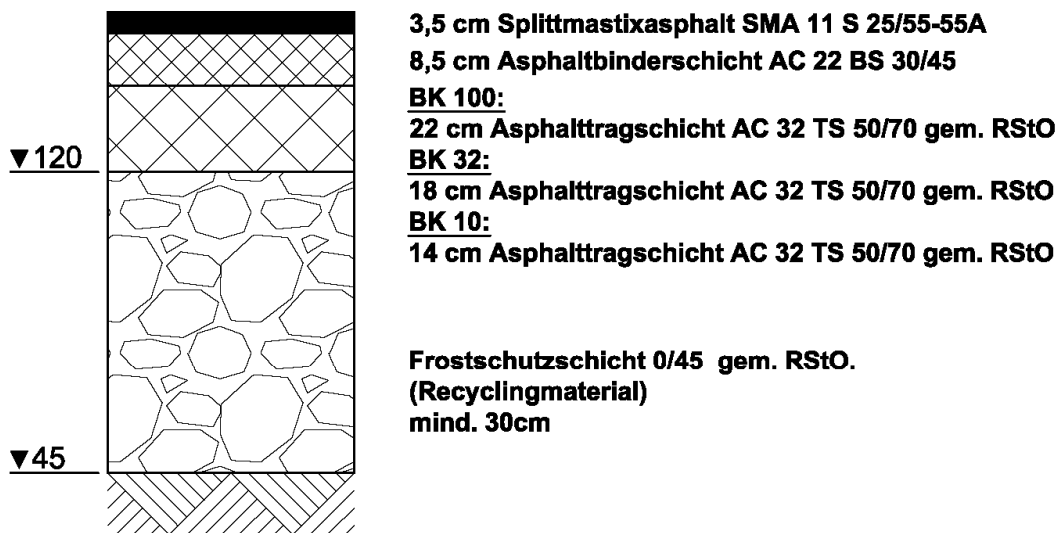 3,5 cm Splittmastixasphalt SMA 11 S 25/55-55A
8,5 cm Asphaltbinderschicht AC 22 BS 30/45
BK 100:
22 cm Asphalttragschicht AC 32 TS 50/70 gem. RStO
▼120
BK 32:
18 cm Asphalttragschicht AC 32 TS 50/70 gem. RStO
BK 10:
14 cm Asphalttragschicht AC 32 TS 50/70 gem. RStO
Frostschutzschicht 0/45 gem. RStO.
(Recyclingmaterial)
mind. 30cm
▼45